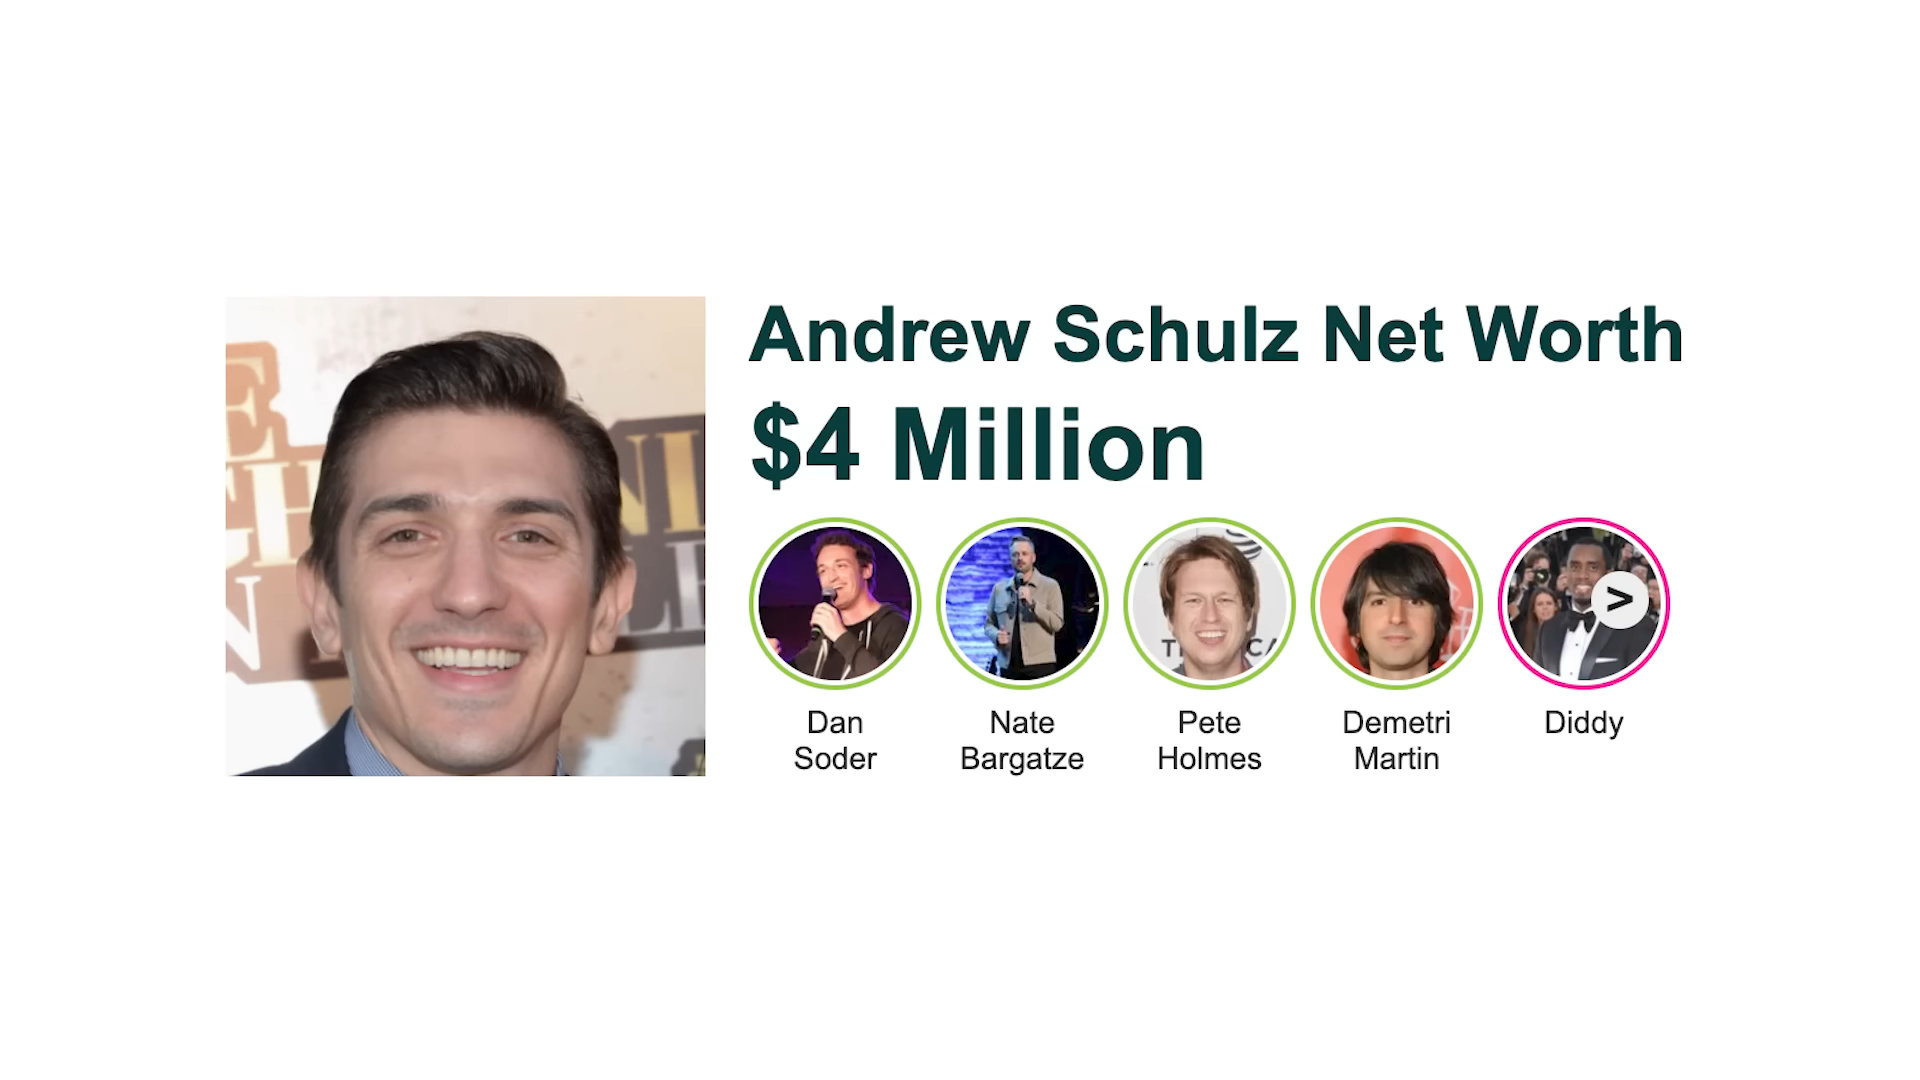 Andrew Schulz Net Worth
$4 Million
>
Dan
Soder
Nate
Bargatze
Pete
Holmes
Demetri
Martin
Diddy